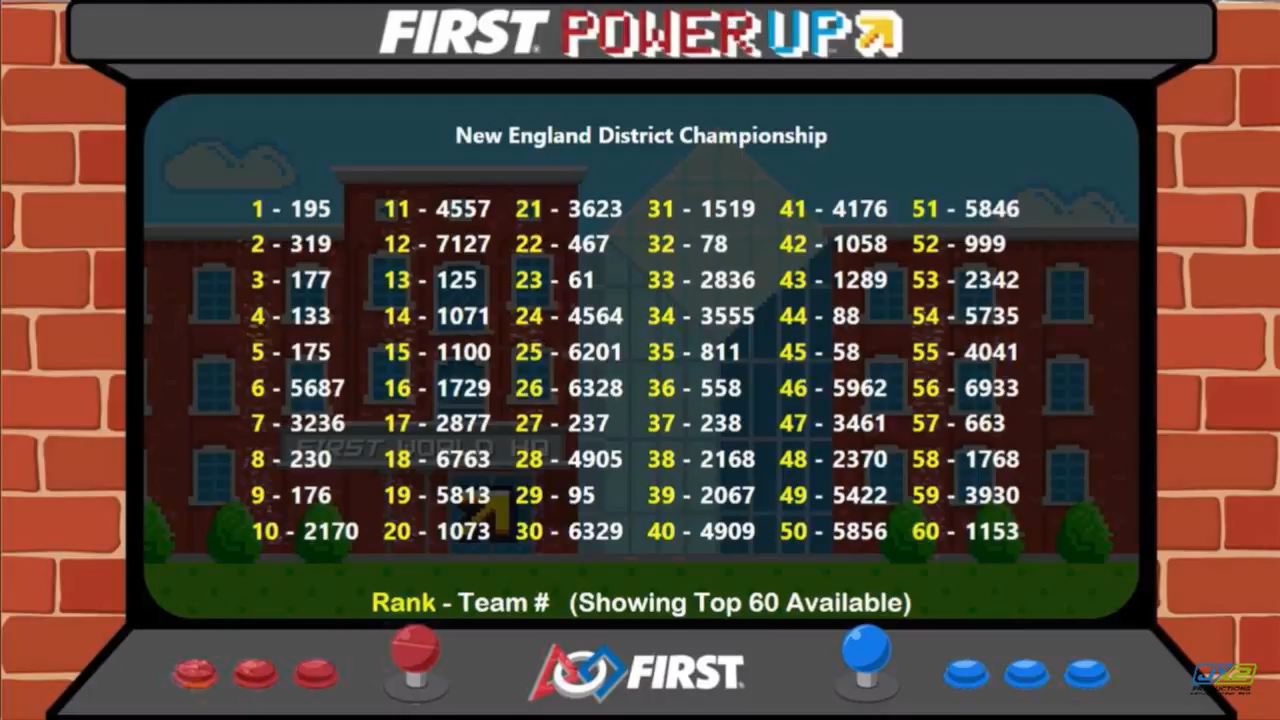 FIRST POWER UP
New England District Championship
1 - 195 11 - 4557 21 - 3623 31 - 1519 41 - 4176 51 - 5846
2 - 319 12 - 7127 22 - 467 32 - 78 42 - 1058 52 - 999
3 - 177 13 - 125 23 - 61 33 - 2836 43 - 1289 53 - 2342
4 - 133 14 - 1071 24 - 4564 34 - 3555 44 - 88 54 - 5735
5 - 175 15 - 1100 25 - 6201 35 - 811 45 - 58 55 - 4041
6 - 5687 16 - 1729 26 - 6328 36 - 558 46 - 5962 56 - 6933
7 - 3236 17 - 2877 27 - 237 37 - 238 47 - 3461 57 - 663
FIRST WORLD HQ
8 - 230 18 - 6763 28 - 4905 38 - 2168 48 - 2370 58 - 1768
9 - 176 19 - 5813 29 - 95 39 - 2067 49 - 5422 59 - 3930
10 - 2170 20 - 1073 30 - 6329 40 - 4909 50 - 5856 60 - 1153
Rank - Team # (Showing Top 60 Available)
FIRST
PRODUCTIONS